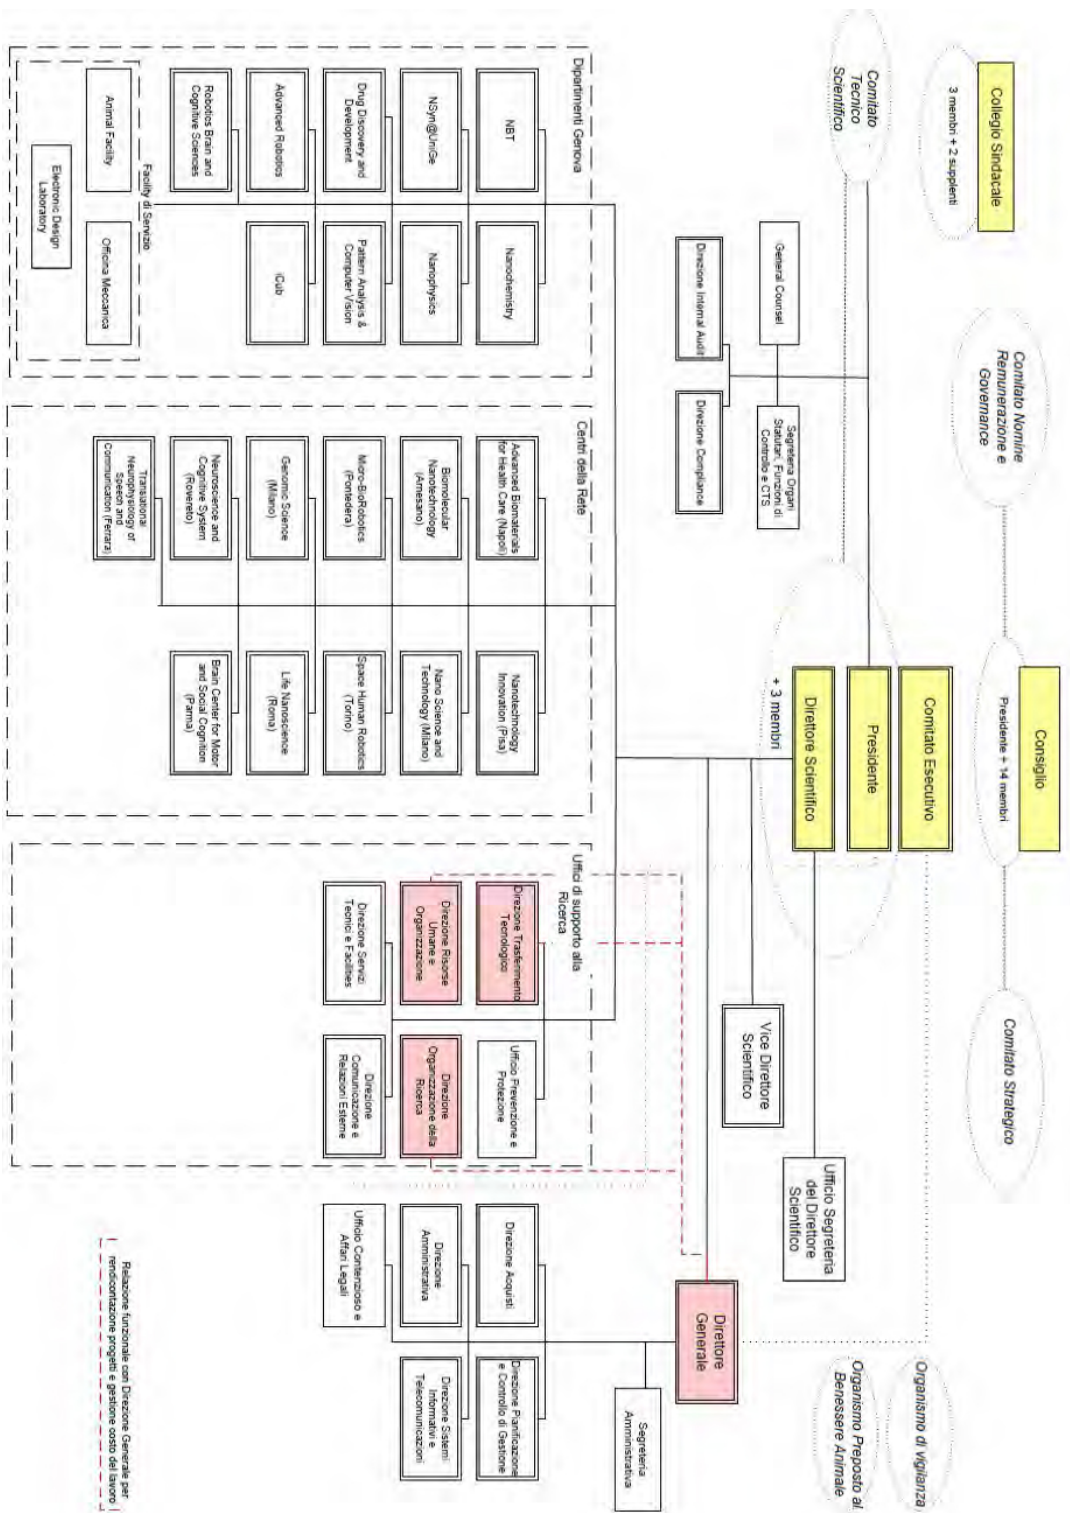 Collegio Sindacale
3 membri + 2 supplenti
Comitato Nomine
Remunerazione e
Governance
Consiglio
Presidente + 14 membri
Comitato Strategico
Comitato
Tecnico
Scientifico
Comitato Esecutivo
Presidente
Direttore Scientifico
+ 3 membri
Organismo di vigilanza
Organismo Preposto al
Benessere Animale
General Counsel
Segreteria Organi
Statutari, Funzioni di
Controllo e CTS
Direzione Internal Audit
Direzione Compliance
Vice Direttore
Scientifico
Ufficio Segreteria
del Direttore
Scientifico
Direttore
Generale
Segreteria
Amministrativa
Dipartimenti Genova
NBT
Nanochemistry
NSyn@UniGe
Nanophysics
Drug Discovery and
Development
Pattern Analysis &
Computer Vision
Advanced Robotics
iCub
Robotics Brain and
Cognitive Sciences
Facility di Servizio
Animal Facility
Officina Meccanica
Electronic Design
Laboratory
Centri della Rete
Advanced Biomaterials
for Health Care (Napoli)
Nanotechnology
Innovation (Pisa)
Biomolecular
Nanotechnology
(Arnesano)
Nano Science and
Technology (Milano)
Micro-BioRobotics
(Pontedera)
Space Human Robotics
(Torino)
Genomic Science
(Milano)
Life Nanoscience
(Roma)
Neuroscience and
Cognitive System
(Rovereto)
Brain Center for Motor
and Social Cognition
(Parma)
Translational
Neurophysiology of
Speech and
Communication (Ferrara)
Uffici di supporto alla
Ricerca
Direzione Trasferimento
Tecnologico
Ufficio Prevenzione e
Protezione
Direzione Risorse
Umane e
Organizzazione
Direzione
Organizzazione della
Ricerca
Direzione Servizi
Tecnici e Facilities
Direzione
Comunicazione e
Relazioni Esterne
Direzione Acquisti
Direzione Pianificazione
e Controllo di Gestione
Direzione
Amministrativa
Direzione Sistemi
Informativi e
Telecomunicazioni
Ufficio Contenzioso e
Affari Legali
Relazione funzionale con Direzione Generale per
rendicontazione progetti e gestione costo del lavoro